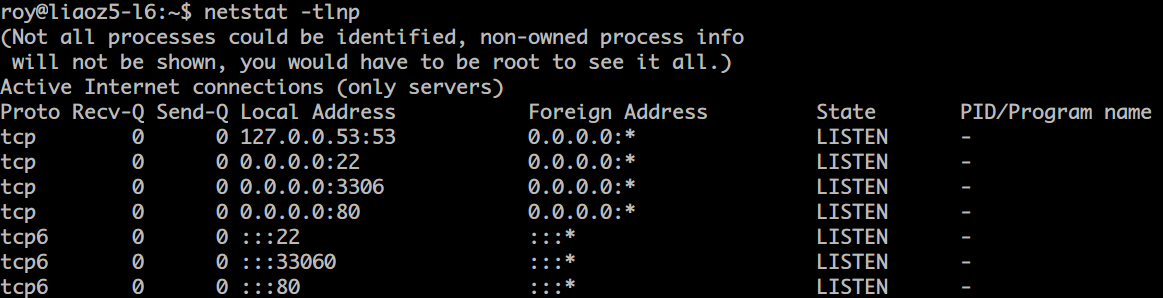 roy@liaoz5-l6:~$ netstat -tlnp
(Not all processes could be identified, non-owned process info
 will not be shown, you would have to be root to see it all.)
Active Internet connections (only servers)
Proto Recv-Q Send-Q Local Address           Foreign Address         State       PID/Program name
tcp        0      0 127.0.0.53:53           0.0.0.0:*               LISTEN      -
tcp        0      0 0.0.0.0:22              0.0.0.0:*               LISTEN      -
tcp        0      0 0.0.0.0:3306            0.0.0.0:*               LISTEN      -
tcp        0      0 0.0.0.0:80              0.0.0.0:*               LISTEN      -
tcp6       0      0 :::22                   :::*                    LISTEN      -
tcp6       0      0 :::33060                :::*                    LISTEN      -
tcp6       0      0 :::80                   :::*                    LISTEN      -